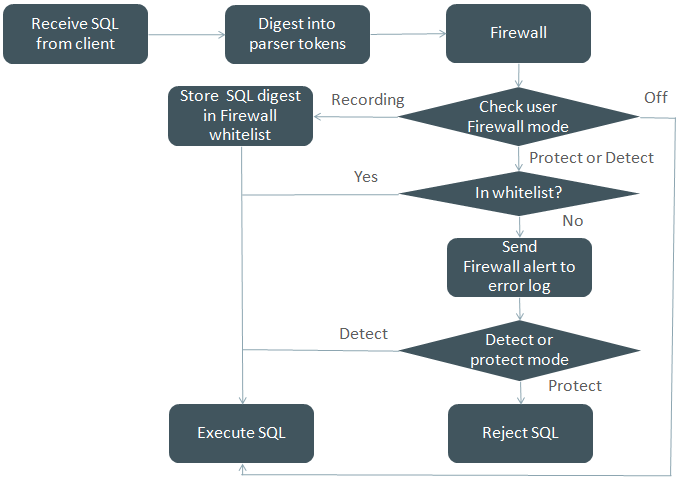 Receive SQL
from client
Digest into
parser tokens
Firewall
Store SQL digest
in Firewall
whitelist
Recording
Check user
Firewall mode
Off
Protect or Detect
Yes
In whitelist?
No
Send
Firewall alert to
error log
Detect
Detect or
protect mode
Protect
Execute SQL
Reject SQL